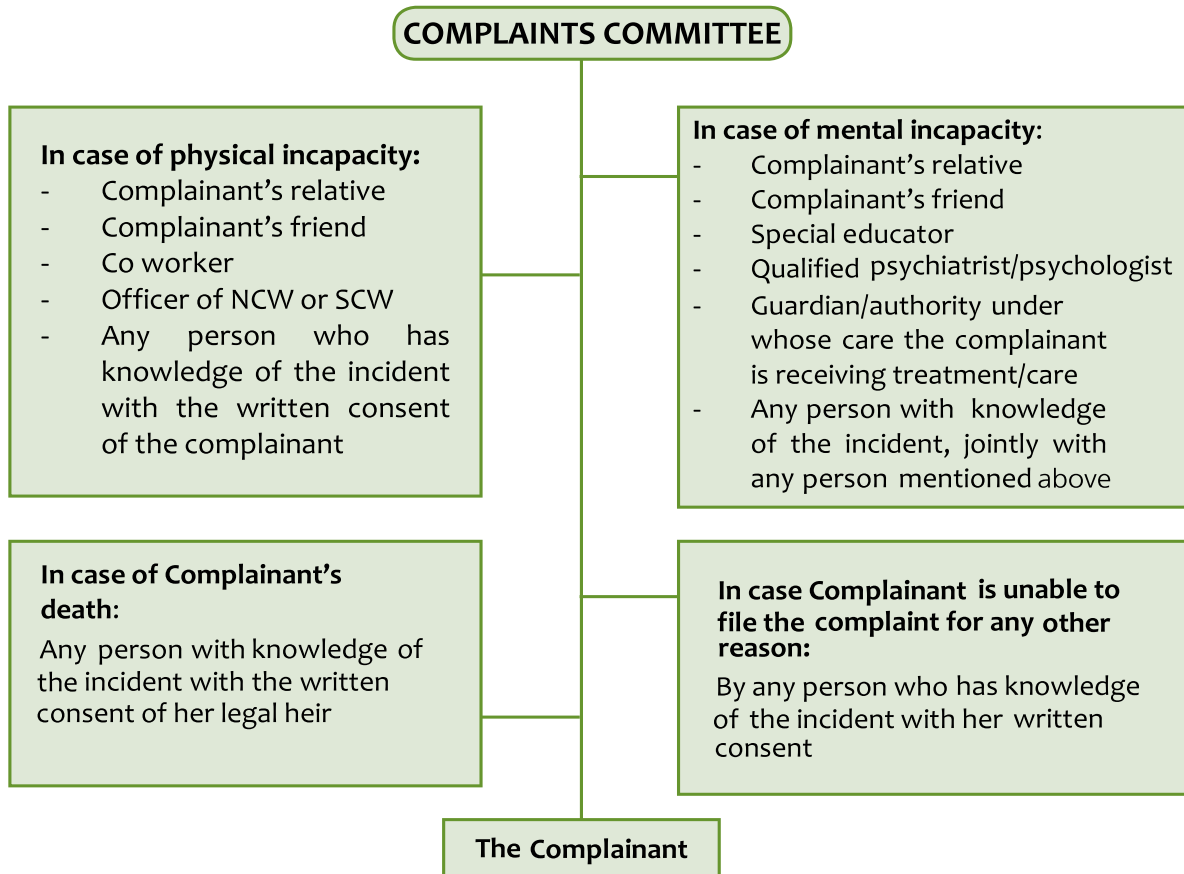 COMPLAINTS COMMITTEE
In case of physical incapacity:
- Complainant’s relative
- Complainant’s friend
- Co worker
- Officer of NCW or SCW
- Any person who has
knowledge of the incident
with the written consent
of the complainant
In case of mental incapacity:
- Complainant’s relative
- Complainant’s friend
- Special educator
- Qualified psychiatrist/psychologist
- Guardian/authority under
whose care the complainant
is receiving treatment/care
- Any person with knowledge
of the incident, jointly with
any person mentioned above
In case of Complainant’s
death:
Any person with knowledge of
the incident with the written
consent of her legal heir
In case Complainant is unable to
file the complaint for any other
reason:
By any person who has knowledge
of the incident with her written
consent
The Complainant